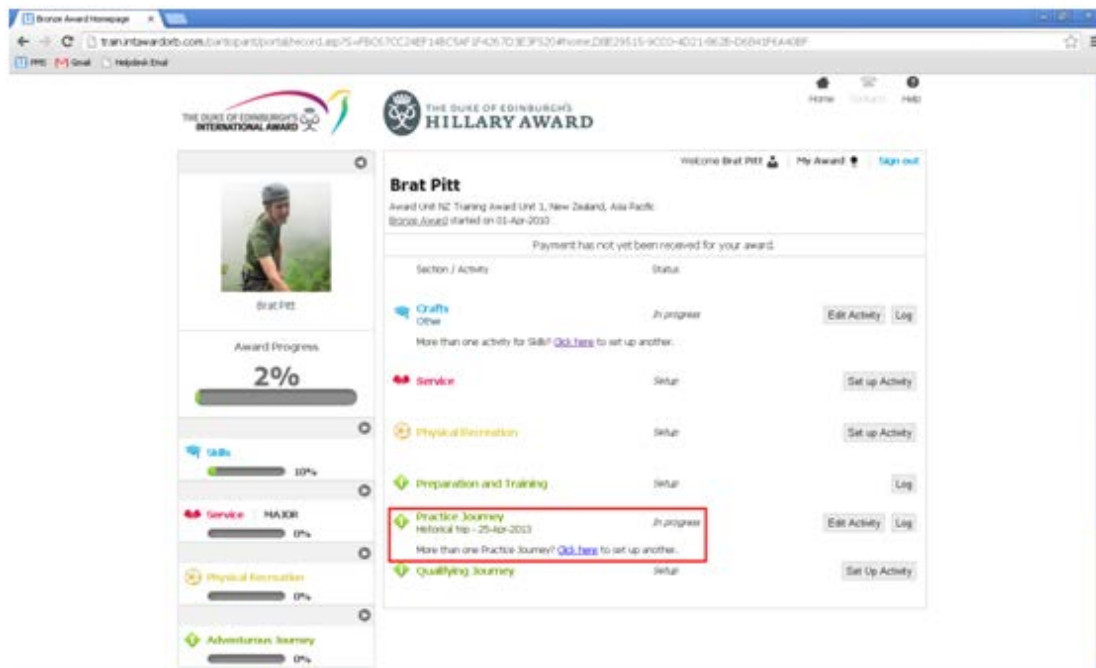 Bronze Award Homepage
PMS Gmail Helpdesk Email
Home Contacts Help
THE DUKE OF EDINBURGH'S
INTERNATIONAL AWARD
THE DUKE OF EDINBURGH'S
HILLARY AWARD
Welcome Brat Pitt My Award Sign out
Brat Pitt
Award Unit NZ Training Award Unit 1, New Zealand, Asia Pacific
Bronze Award started on 01-Apr-2010
Payment has not yet been received for your award.
Section / Activity Status
Crafts In progress Edit Activity Log
Other
More than one activity for Skills? Click here to set up another.
Service Setup Set up Activity
Physical Recreation Setup Set up Activity
Preparation and Training Setup Log
Practice Journey In progress Edit Activity Log
Historical trip - 25-Apr-2013
More than one Practice Journey? Click here to set up another.
Qualifying Journey Setup Set Up Activity
Brat Pitt
Award Progress
2%
Skills
10%
Service MAJOR
0%
Physical Recreation
0%
Adventurous Journey
0%